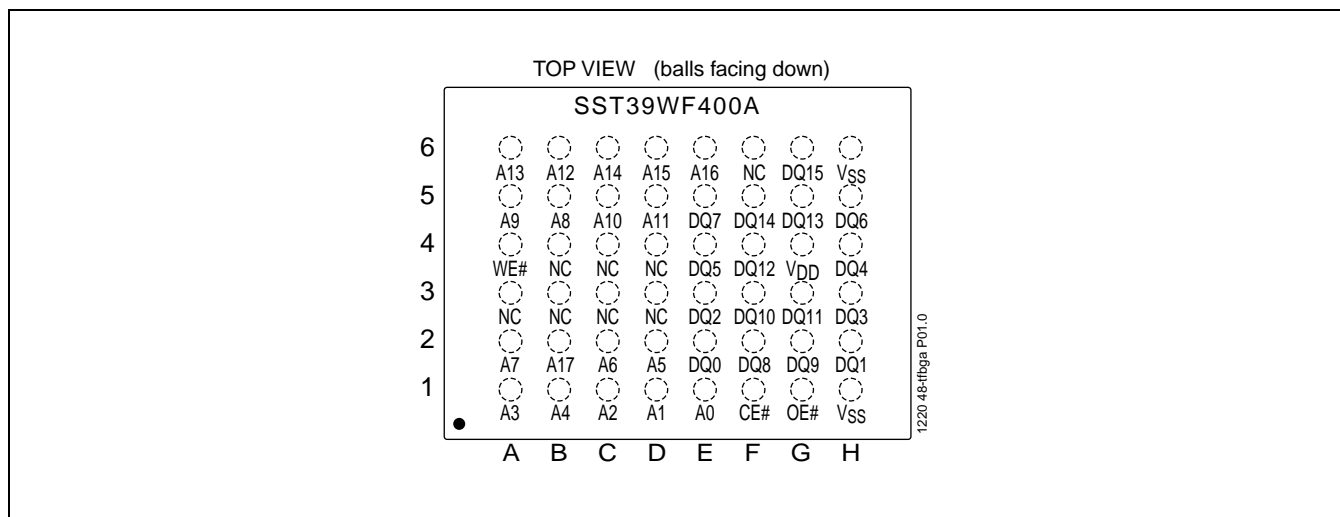 TOP VIEW (balls facing down)
SST39WF400A
6
A13 A12 A14 A15 A16 NC DQ15 VSS
5
A9 A8 A10 A11 DQ7 DQ14 DQ13 DQ6
4
WE# NC NC NC DQ5 DQ12 VDD DQ4
3
NC NC NC NC DQ2 DQ10 DQ11 DQ3
2
A7 A17 A6 A5 DQ0 DQ8 DQ9 DQ1
1
A3 A4 A2 A1 A0 CE# OE# VSS
A B C D E F G H
1220 48-tfbga P01.0